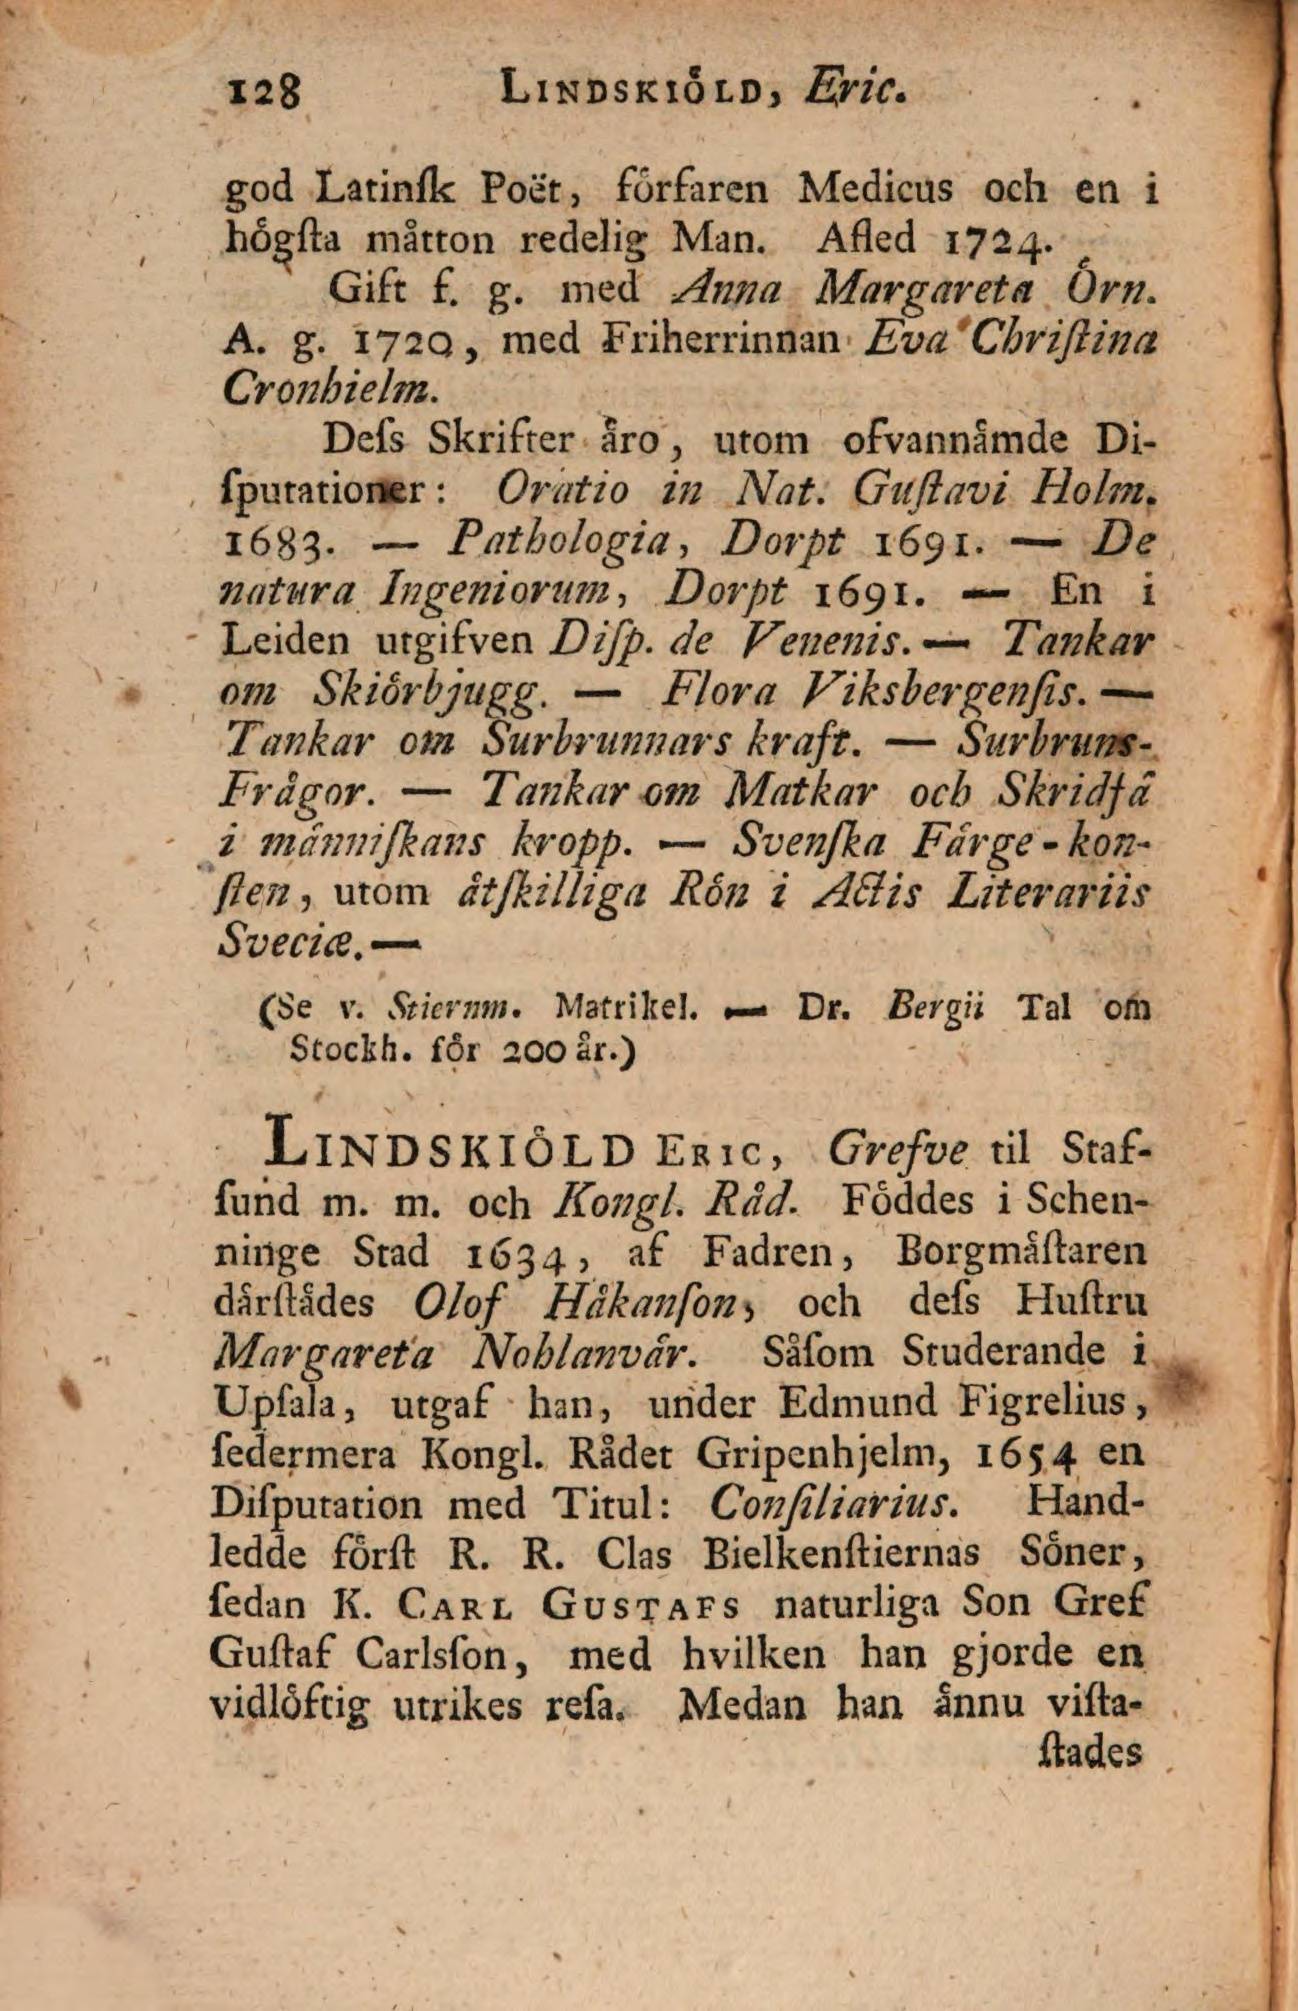 128 LINDSKIÖLD, Eric.
god Latinſk Poët, förfaren Medicus och en i
högſta måtton redelig Man. Afled 1724.
Gift f. g. med Anna Margareta Örn.
A. g. 1720, med Friherrinnan Eva Chriſtina
Cronhielm.
Deſs Skrifter äro, utom ofvannämde Di-
ſputationer: Oratio in Nat. Guſtavi Holm.
1683. — Pathologia, Dorpt 1691. — De
natura Ingeniorum, Dorpt 1691. — En i
Leiden utgifven Diſp. de Venenis. — Tankar
om Skiörbjugg. — Flora Viksbergenſis. —
Tankar om Surbrunnars kraft. — Surbruns-
Frågor. — Tankar om Matkar och Skridfä
i människans kropp. — Svenſka Färge-kon-
ſten, utom åtſkilliga Rön i Actis Literariis
Sveciæ. —
(Se v. Stiernm. Matrikel. — Dr. Bergii Tal om
Stockh. för 200 år.)
LINDSKIÖLD ERIC, Grefve til Staf-
ſund m. m. och Kongl. Råd. Föddes i Schen-
ninge Stad 1634, af Fadren, Borgmäſtaren
därſtädes Olof Håkanſon, och deſs Huſtru
Margareta Nohlanvår. Såſom Studerande i
Upſala, utgaf han, under Edmund Figrelius,
ſedermera Kongl. Rådet Gripenhjelm, 1654 en
Diſputation med Titul: Conſiliarius. Hand-
ledde förſt R. R. Clas Bielkenſtiernas Söner,
ſedan K. CARL GUSTAFS naturliga Son Gref
Guſtaf Carlsſon, med hvilken han gjorde en
vidlöftig utrikes reſa. Medan han ännu viſta-
ſtades